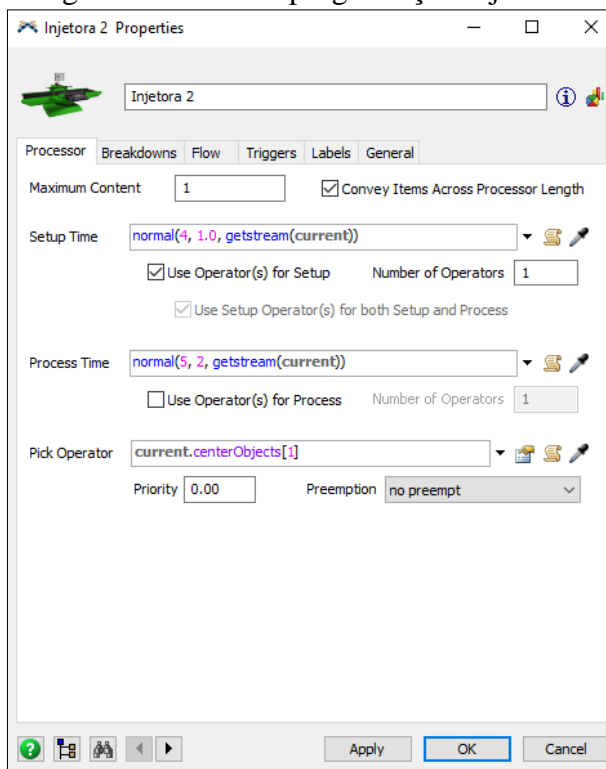 Injetora 2 Properties
Injetora 2
Processor Breakdowns Flow Triggers Labels General
Maximum Content 1 Convey Items Across Processor Length
Setup Time normal(4, 1.0, getstream(current))
Use Operator(s) for Setup Number of Operators 1
Use Setup Operator(s) for both Setup and Process
Process Time normal(5, 2, getstream(current))
Use Operator(s) for Process Number of Operators 1
Pick Operator current.centerObjects[1]
Priority 0.00 Preemption no preempt
Apply OK Cancel